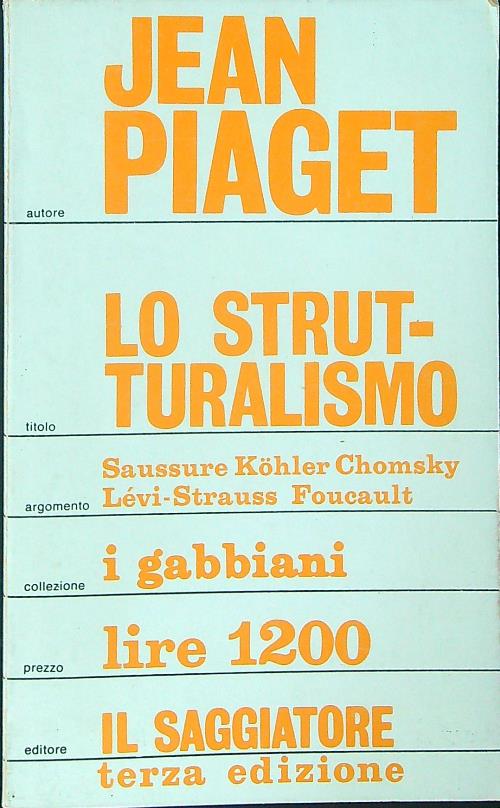 JEAN
autore PIAGET
LO STRUT-
titolo TURALISMO
Saussure Köhler Chomsky
argomento Lévi-Strauss Foucault
collezione i gabbiani
prezzo lire 1200
editore IL SAGGIATORE
terza edizione